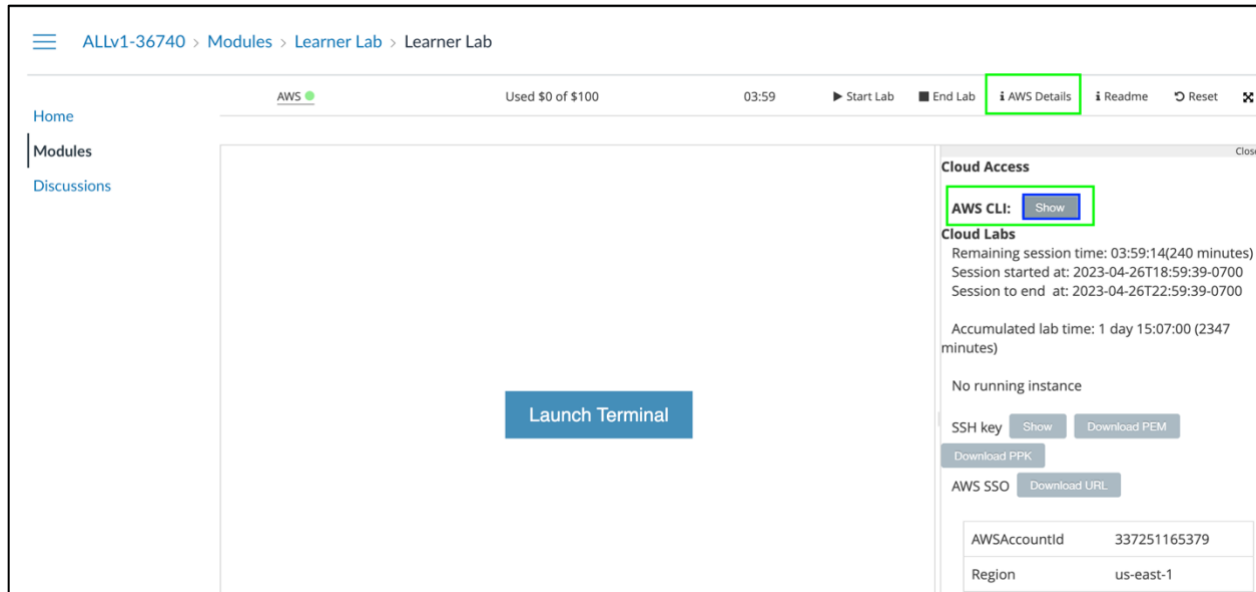 ALLv1-36740 > Modules > Learner Lab > Learner Lab
AWS Used $0 of $100 03:59 Start Lab End Lab i AWS Details i Readme Reset
Home
Modules
Discussions
Launch Terminal
Close
Cloud Access
AWS CLI: Show
Cloud Labs
Remaining session time: 03:59:14(240 minutes)
Session started at: 2023-04-26T18:59:39-0700
Session to end at: 2023-04-26T22:59:39-0700
Accumulated lab time: 1 day 15:07:00 (2347
minutes)
No running instance
SSH key Show Download PEM
Download PPK
AWS SSO Download URL
AWSAccountId 337251165379
Region us-east-1